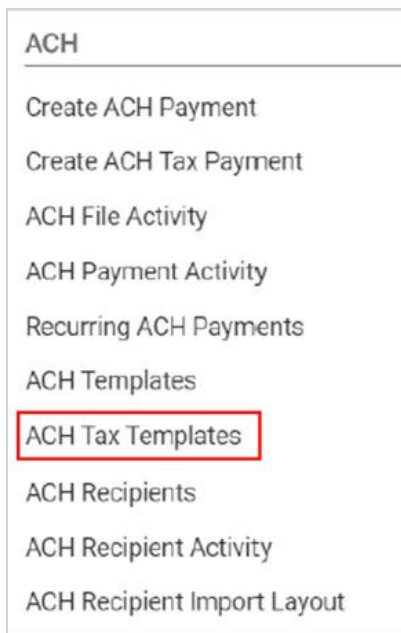 ACH
Create ACH Payment
Create ACH Tax Payment
ACH File Activity
ACH Payment Activity
Recurring ACH Payments
ACH Templates
ACH Tax Templates
ACH Recipients
ACH Recipient Activity
ACH Recipient Import Layout